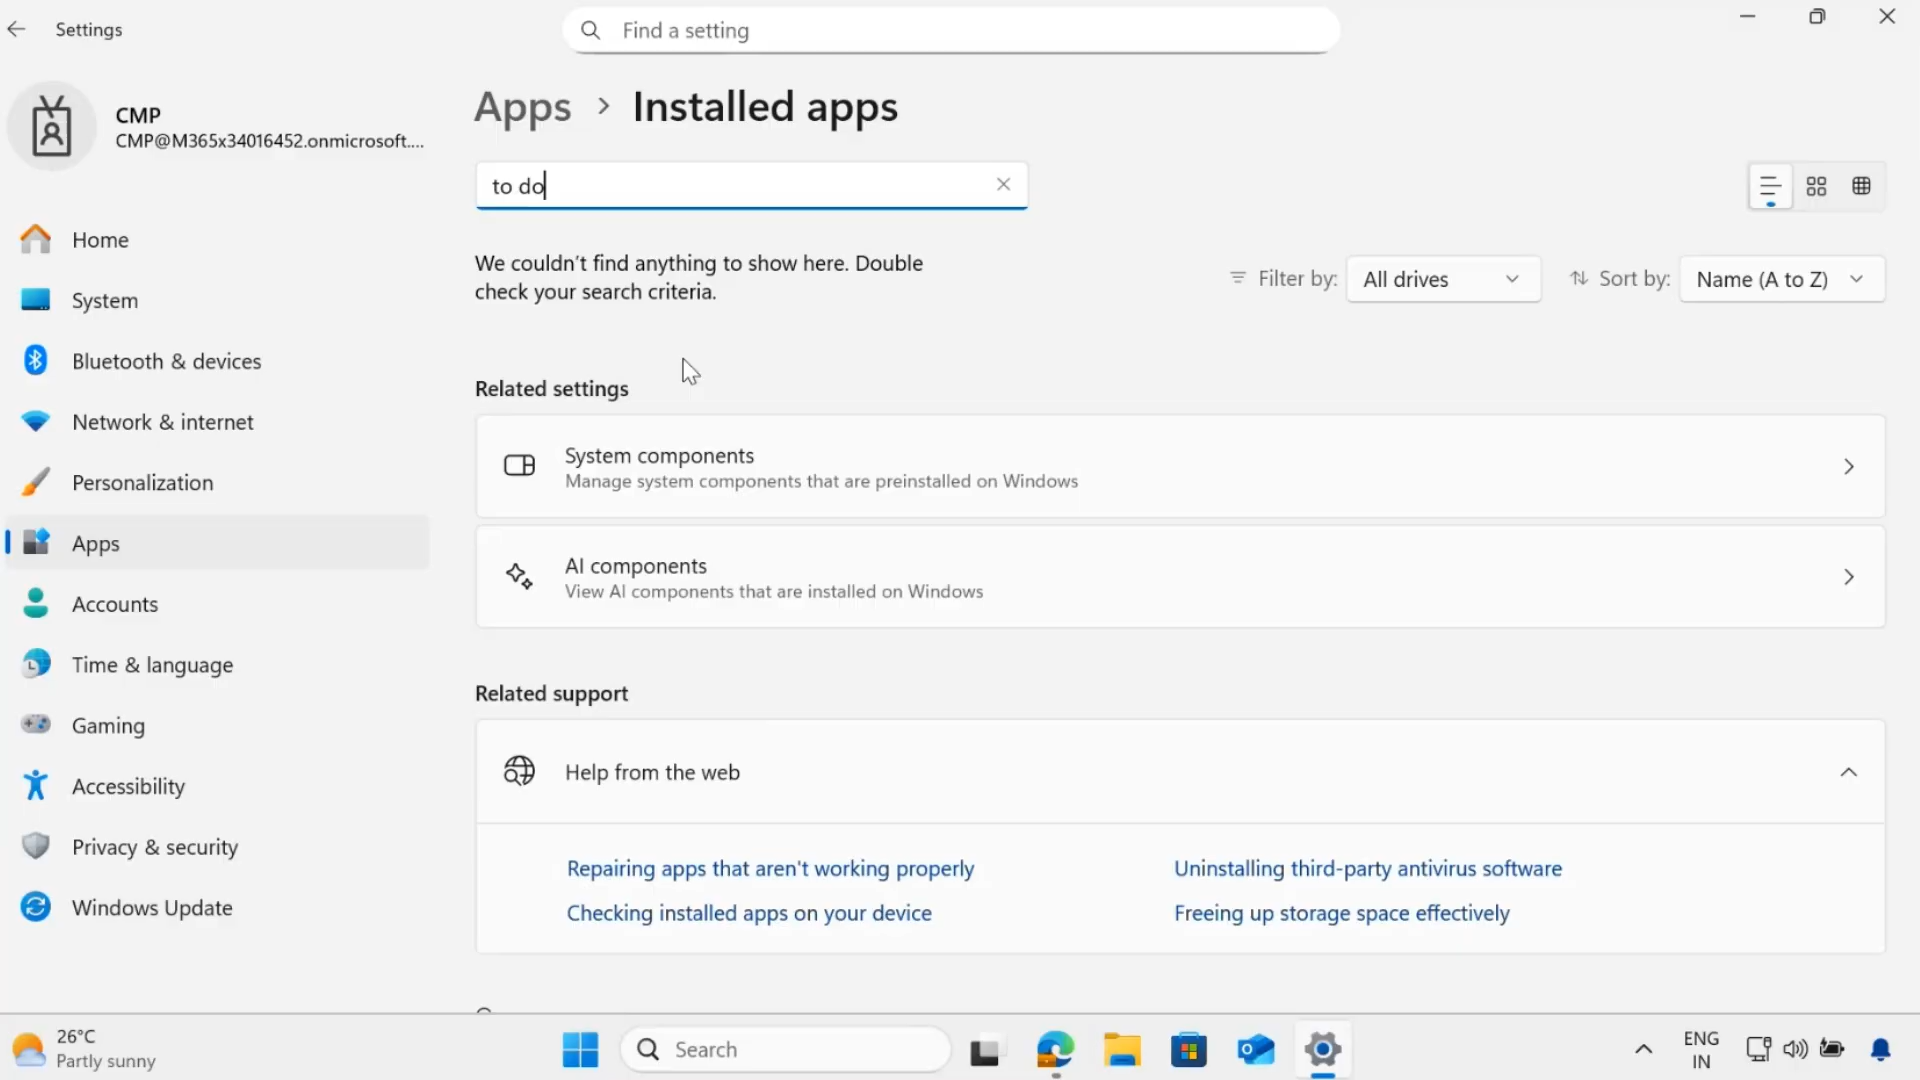 Settings
Find a setting
CMP
CMP@M365x34016452.onmicrosoft....
Home
System
Bluetooth & devices
Network & internet
Personalization
Apps
Accounts
Time & language
Gaming
Accessibility
Privacy & security
Windows Update
Apps > Installed apps
to do
We couldn't find anything to show here. Double
check your search criteria.
Filter by: All drives
Sort by: Name (A to Z)
Related settings
System components
Manage system components that are preinstalled on Windows
AI components
View AI components that are installed on Windows
Related support
Help from the web
Repairing apps that aren't working properly
Uninstalling third-party antivirus software
Checking installed apps on your device
Freeing up storage space effectively
26°C
Partly sunny
Search
ENG
IN